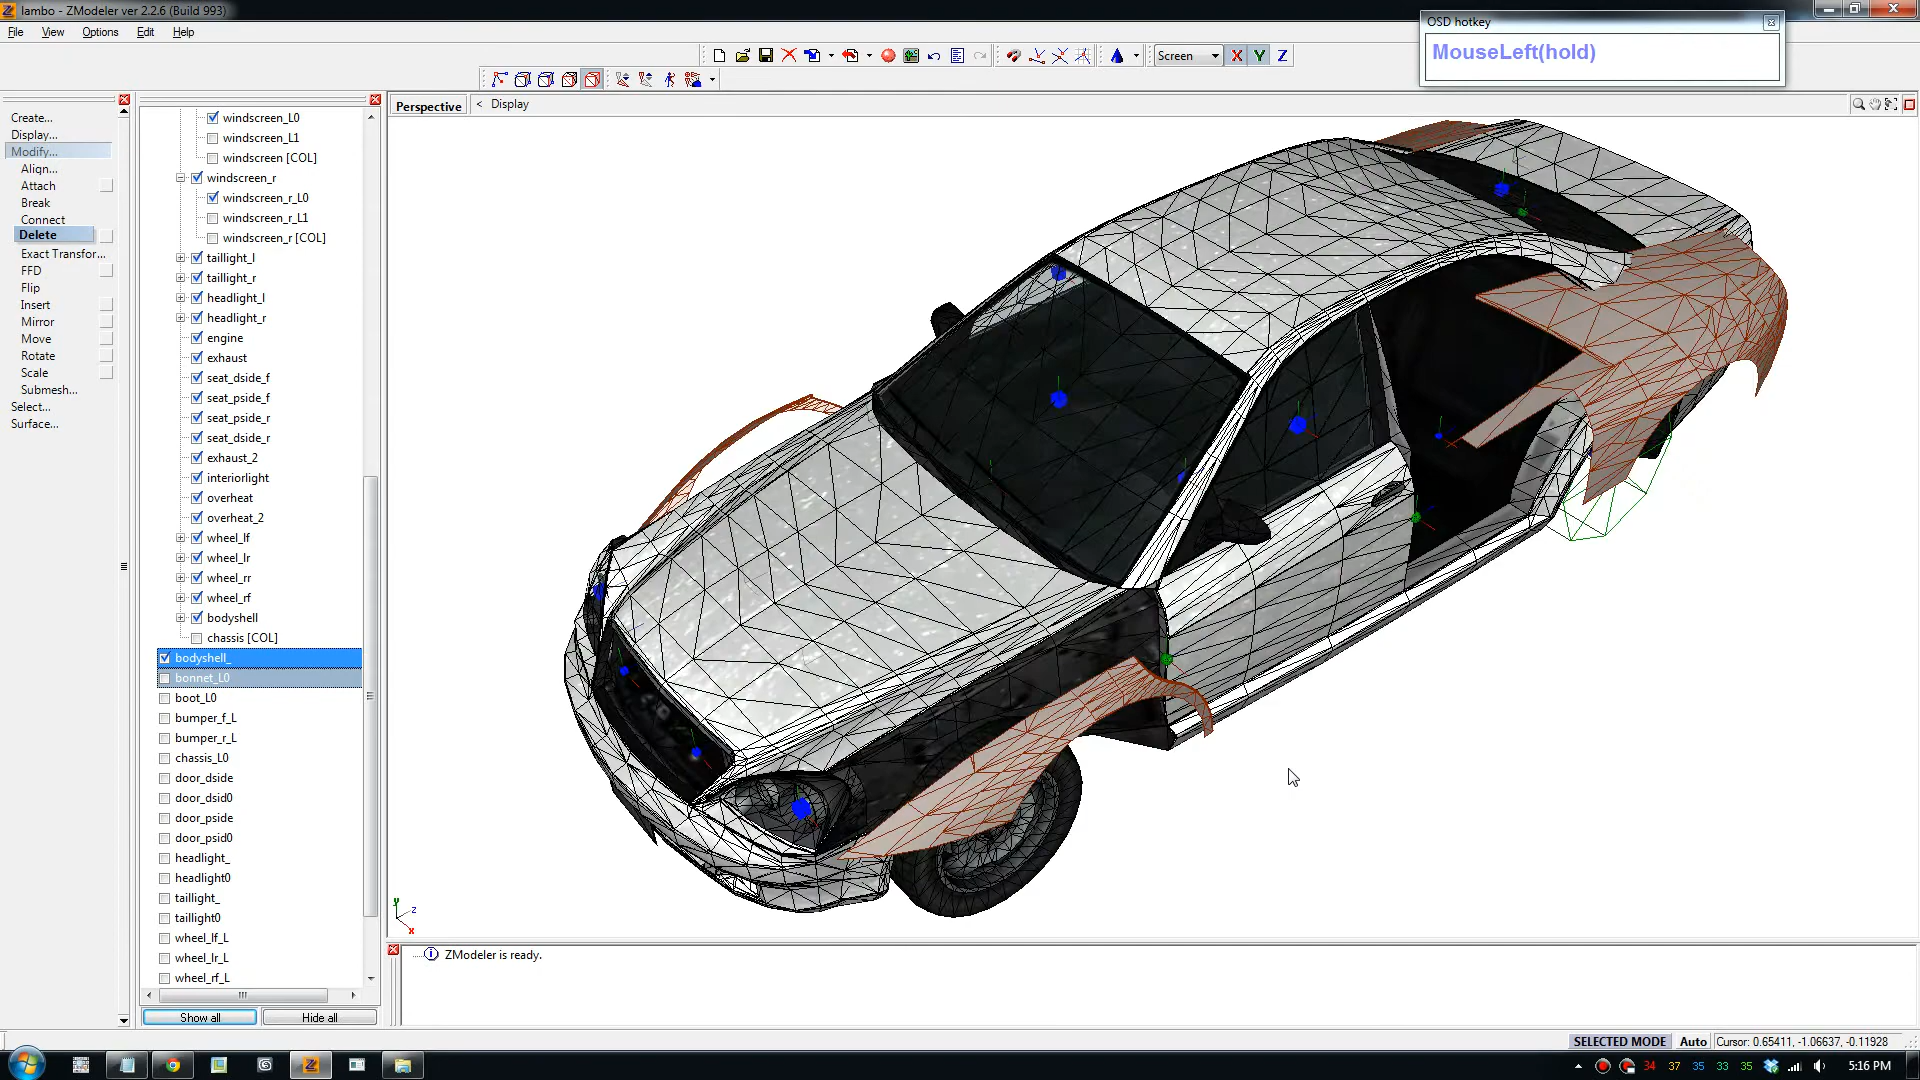 lambo - ZModeler ver 2.2.6 (Build 993)
File View Options Edit Help
OSD hotkey
MouseLeft(hold)
Screen X Y Z
Perspective < Display
Create...
Display...
Modify...
Align...
Attach
Break
Connect
Delete
Exact Transfor...
FFD
Flip
Insert
Mirror
Move
Rotate
Scale
Submesh...
Select...
Surface...
windscreen_L0
windscreen_L1
windscreen [COL]
windscreen_r
windscreen_r_L0
windscreen_r_L1
windscreen_r [COL]
taillight_l
taillight_r
headlight_l
headlight_r
engine
exhaust
seat_dside_f
seat_pside_f
seat_pside_r
seat_dside_r
exhaust_2
interiorlight
overheat
overheat_2
wheel_lf
wheel_lr
wheel_rr
wheel_rf
bodyshell
chassis [COL]
bodyshell_
bonnet_L0
boot_L0
bumper_f_L
bumper_r_L
chassis_L0
door_dside
door_dsid0
door_pside
door_psid0
headlight_
headlight0
taillight_
taillight0
wheel_lf_L
wheel_lr_L
wheel_rf_L
Show all Hide all
y z x
ZModeler is ready.
SELECTED MODE Auto Cursor: 0.65411, -1.06637, -0.11928
34 37 35 33 35 5:16 PM